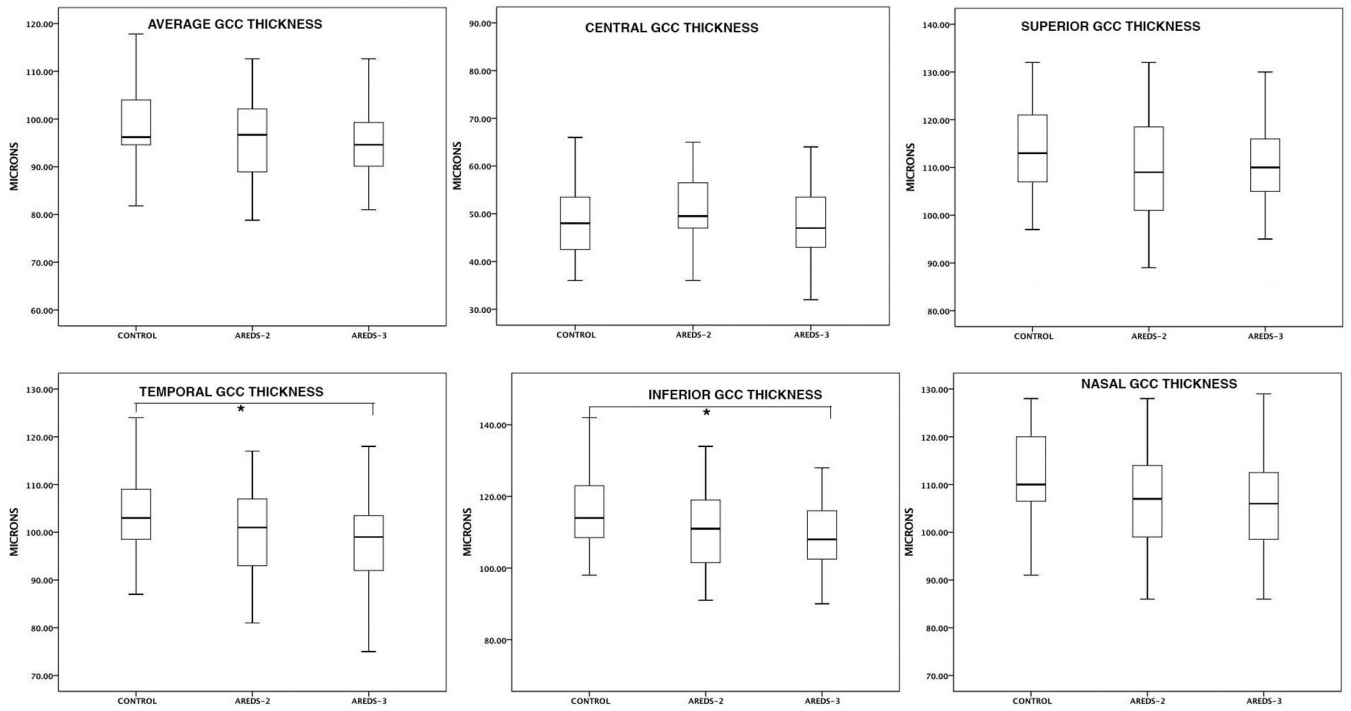 AVERAGE GCC THICKNESS
MICRONS
120.00
110.00
100.00
90.00
80.00
70.00
60.00
CONTROL AREDS-2 AREDS-3
CENTRAL GCC THICKNESS
90.00
80.00
70.00
60.00
50.00
40.00
30.00
CONTROL AREDS-2 AREDS-3
SUPERIOR GCC THICKNESS
MICRONS
140.00
130.00
120.00
110.00
100.00
90.00
80.00
CONTROL AREDS-2 AREDS-3
TEMPORAL GCC THICKNESS
*
MICRONS
130.00
120.00
110.00
100.00
90.00
80.00
70.00
CONTROL AREDS-2 AREDS-3
INFERIOR GCC THICKNESS
*
MICRONS
140.00
120.00
100.00
80.00
CONTROL AREDS-2 AREDS-3
NASAL GCC THICKNESS
MICRONS
130.00
120.00
110.00
100.00
90.00
80.00
70.00
CONTROL AREDS-2 AREDS-3